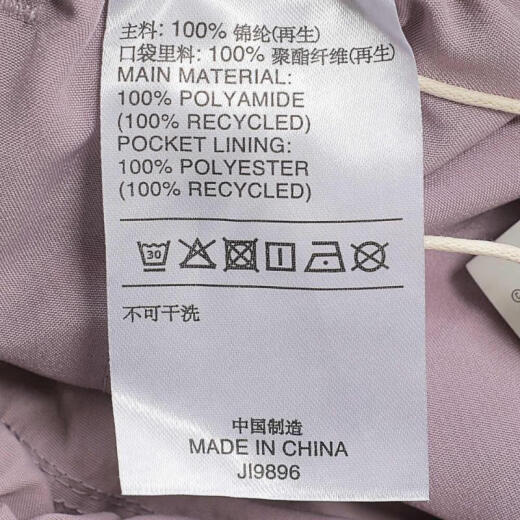 主料: 100% 锦纶(再生)
口袋里料: 100% 聚酯纤维(再生)
MAIN MATERIAL:
100% POLYAMIDE
(100% RECYCLED)
POCKET LINING:
100% POLYESTER
(100% RECYCLED)
30
不可干洗
中国制造
MADE IN CHINA
JI9896